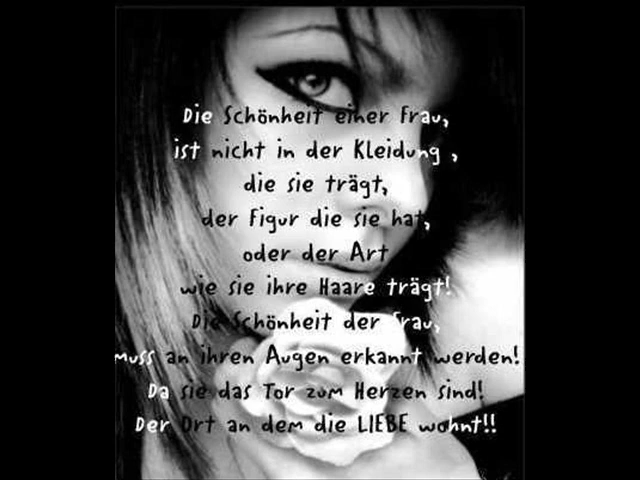 Die Schönheit einer Frau,
ist nicht in der Kleidung ,
die sie trägt,
der Figur die sie hat,
oder der Art
wie sie ihre Haare trägt!
Die Schönheit der Frau,
muss an ihren Augen erkannt werden!
Da sie das Tor zum Herzen sind!
Der Ort an dem die LIEBE wohnt!!